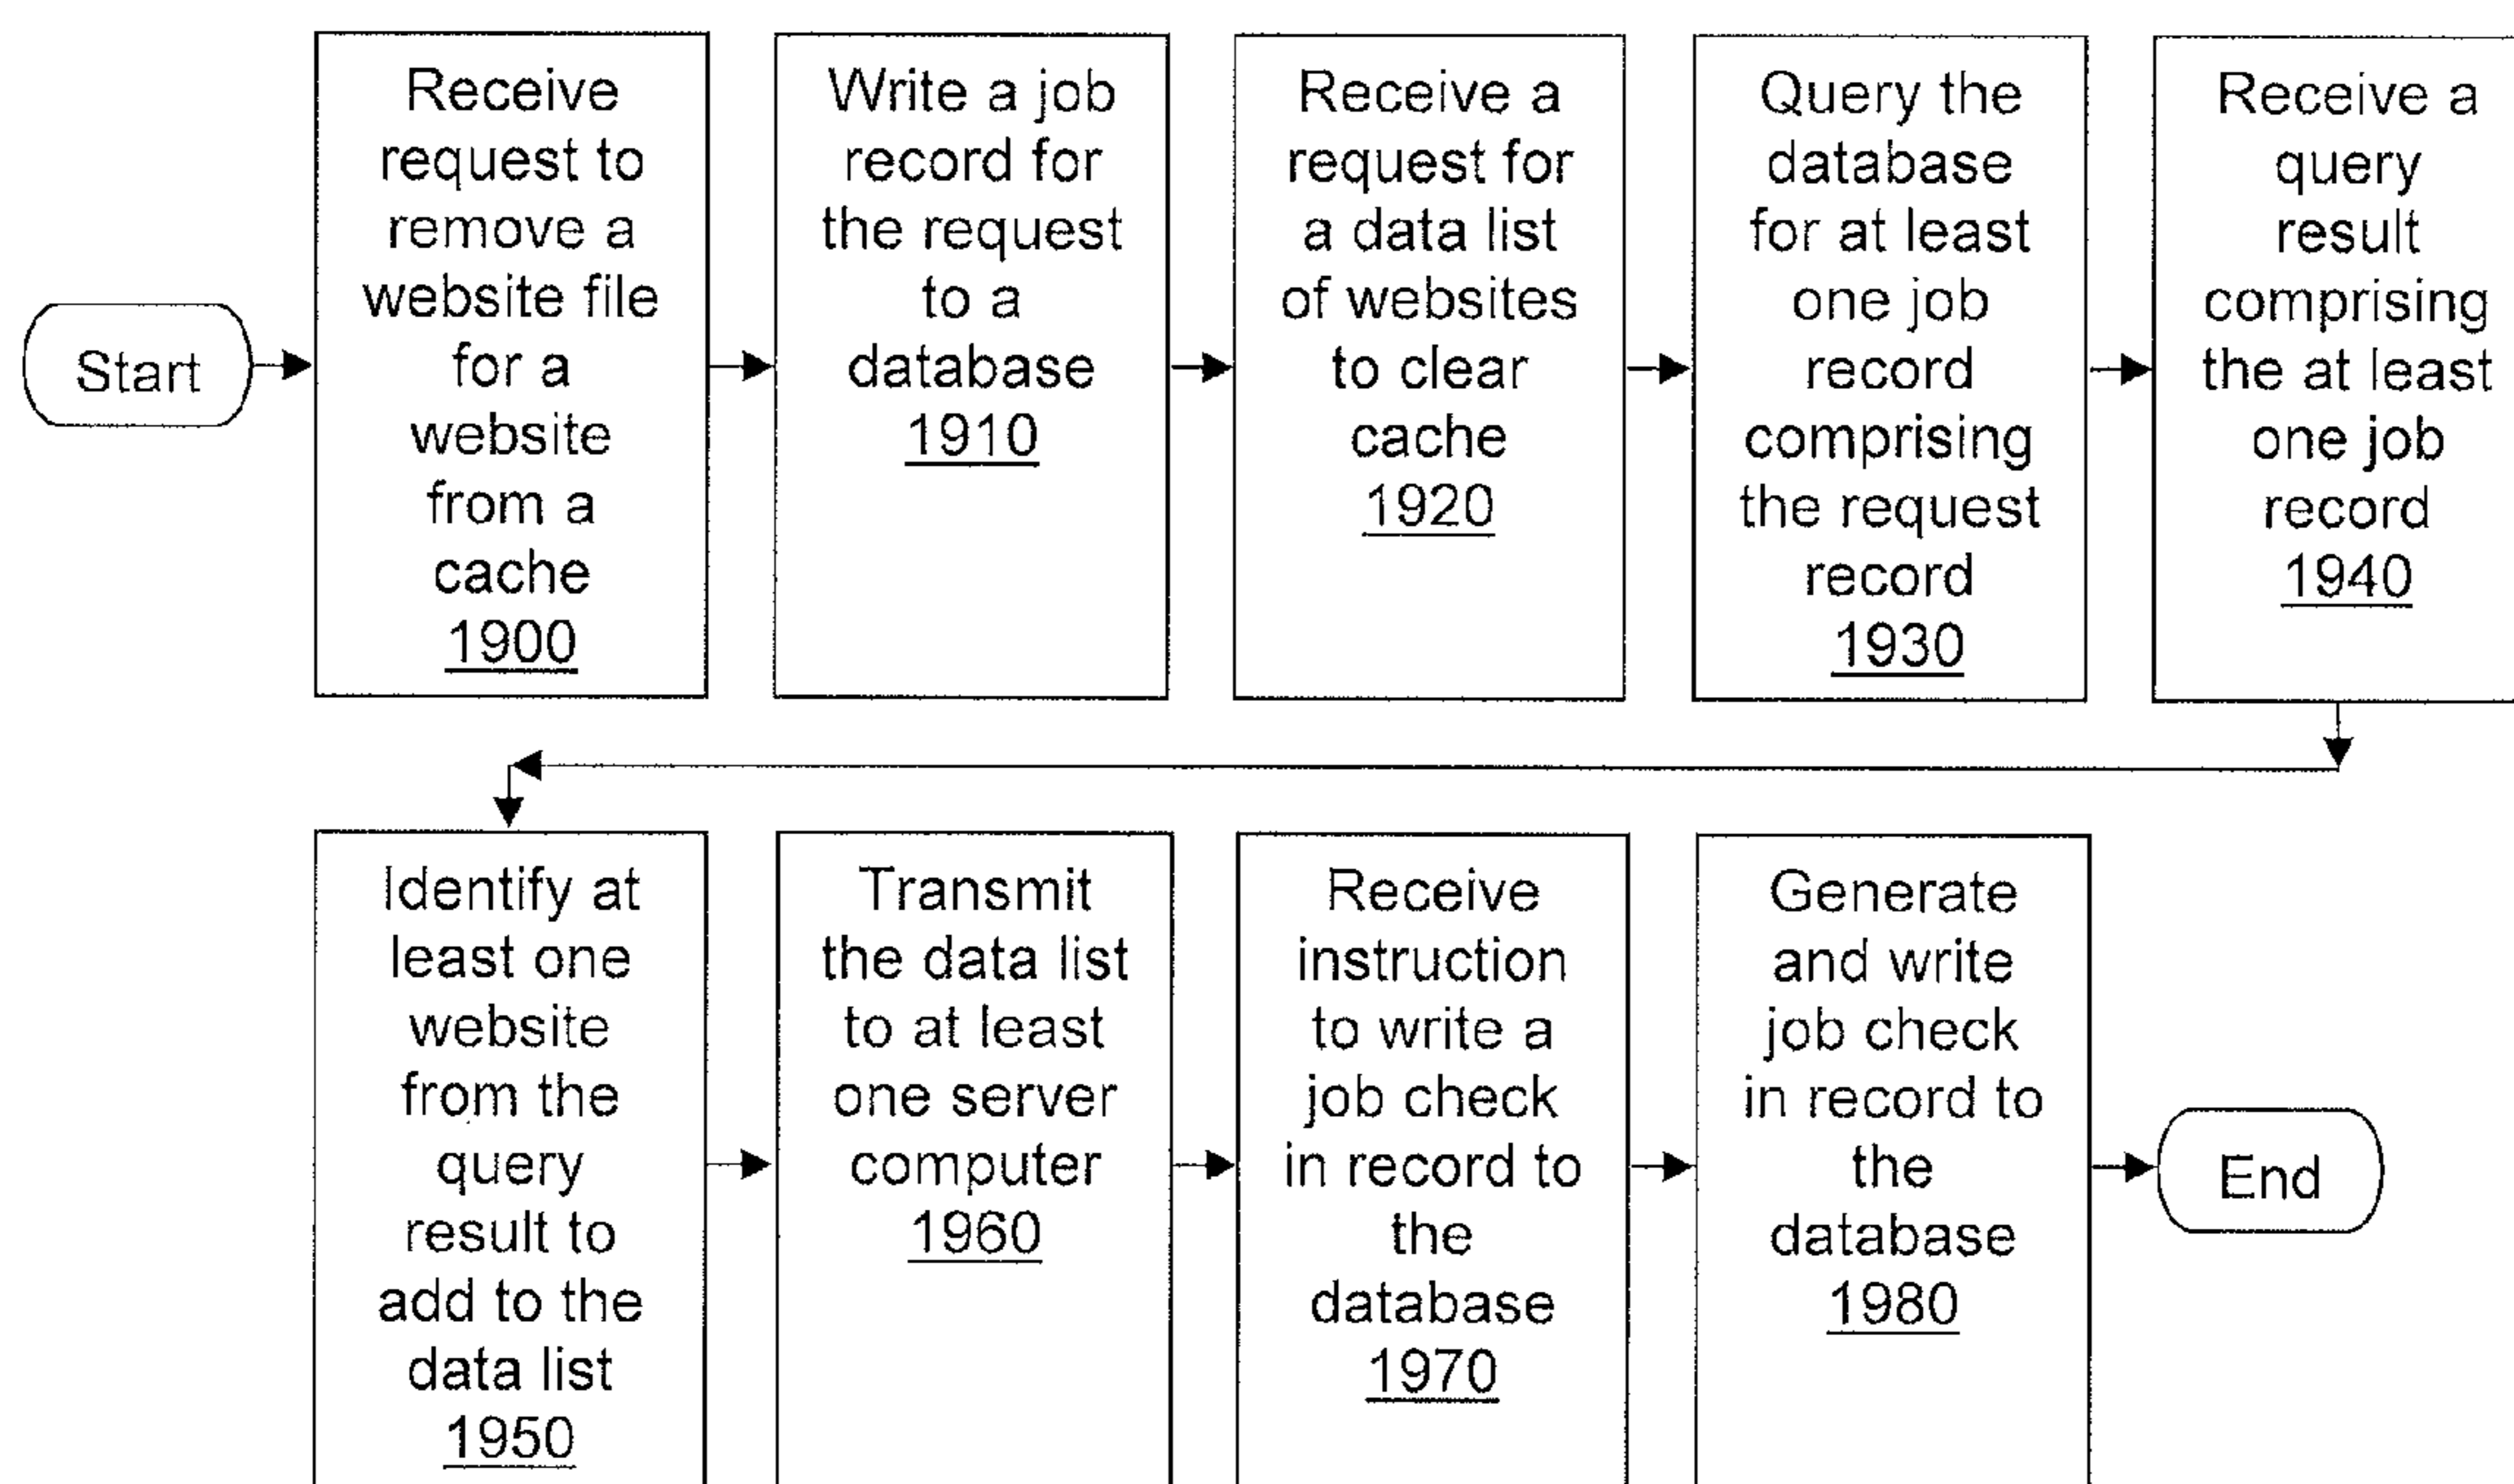 Start
Receive
request to
remove a
website file
for a
website
from a
cache
1900
Write a job
record for
the request
to a
database
1910
Receive a
request for
a data list
of websites
to clear
cache
1920
Query the
database
for at least
one job
record
comprising
the request
record
1930
Receive a
query
result
comprising
the at least
one job
record
1940
Identify at
least one
website
from the
query
result to
add to the
data list
1950
Transmit
the data list
to at least
one server
computer
1960
Receive
instruction
to write a
job check
in record to
the
database
1970
Generate
and write
job check
in record to
the
database
1980
End